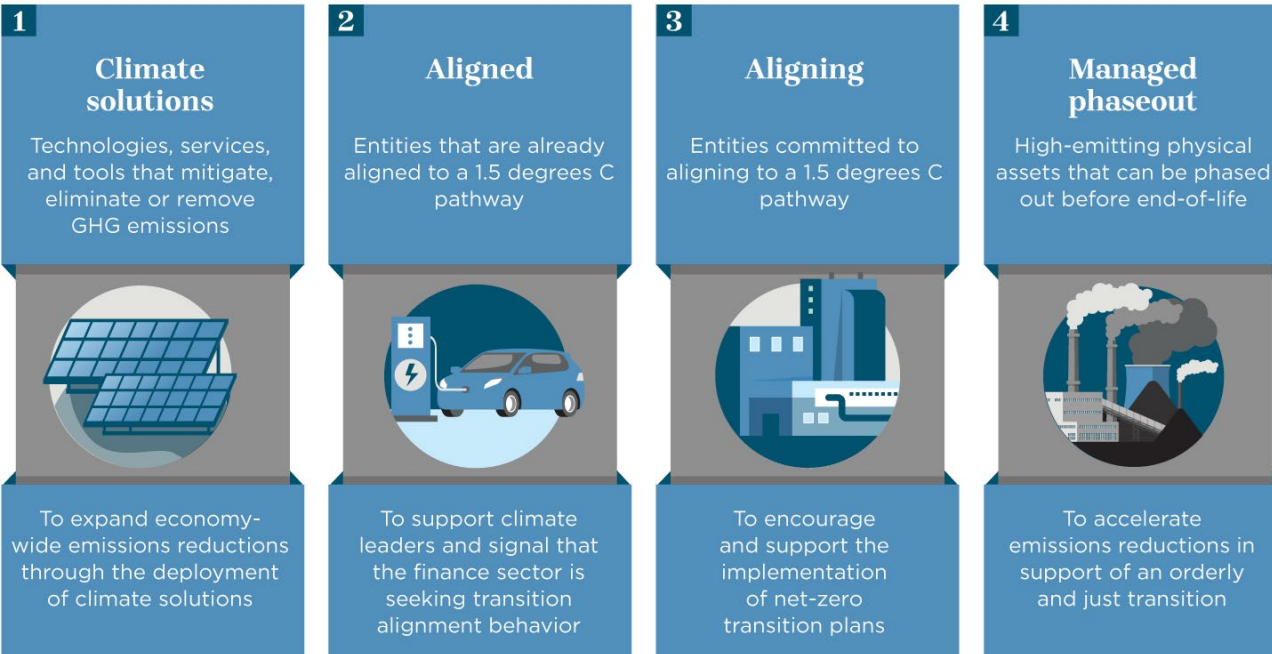 1
Climate
solutions
Technologies, services,
and tools that mitigate,
eliminate or remove
GHG emissions
To expand economy-
wide emissions reductions
through the deployment
of climate solutions
2
Aligned
Entities that are already
aligned to a 1.5 degrees C
pathway
To support climate
leaders and signal that
the finance sector is
seeking transition
alignment behavior
3
Aligning
Entities committed to
aligning to a 1.5 degrees C
pathway
To encourage
and support the
implementation
of net-zero
transition plans
4
Managed
phaseout
High-emitting physical
assets that can be phased
out before end-of-life
To accelerate
emissions reductions in
support of an orderly
and just transition